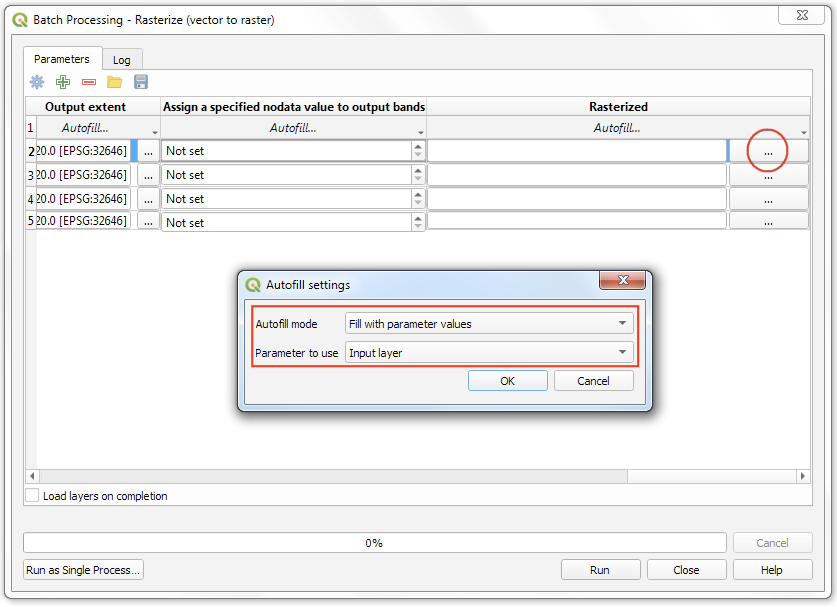 Batch Processing - Rasterize (vector to raster)
Parameters Log
Output extent Assign a specified nodata value to output bands Rasterized
1 Autofill... Autofill... Autofill...
2 20.0 [EPSG:32646] ... Not set ...
3 20.0 [EPSG:32646] ... Not set ...
4 20.0 [EPSG:32646] ... Not set ...
5 20.0 [EPSG:32646] ... Not set ...
Autofill settings
Autofill mode Fill with parameter values
Parameter to use Input layer
OK Cancel
Load layers on completion
0% Cancel
Run as Single Process... Run Close Help